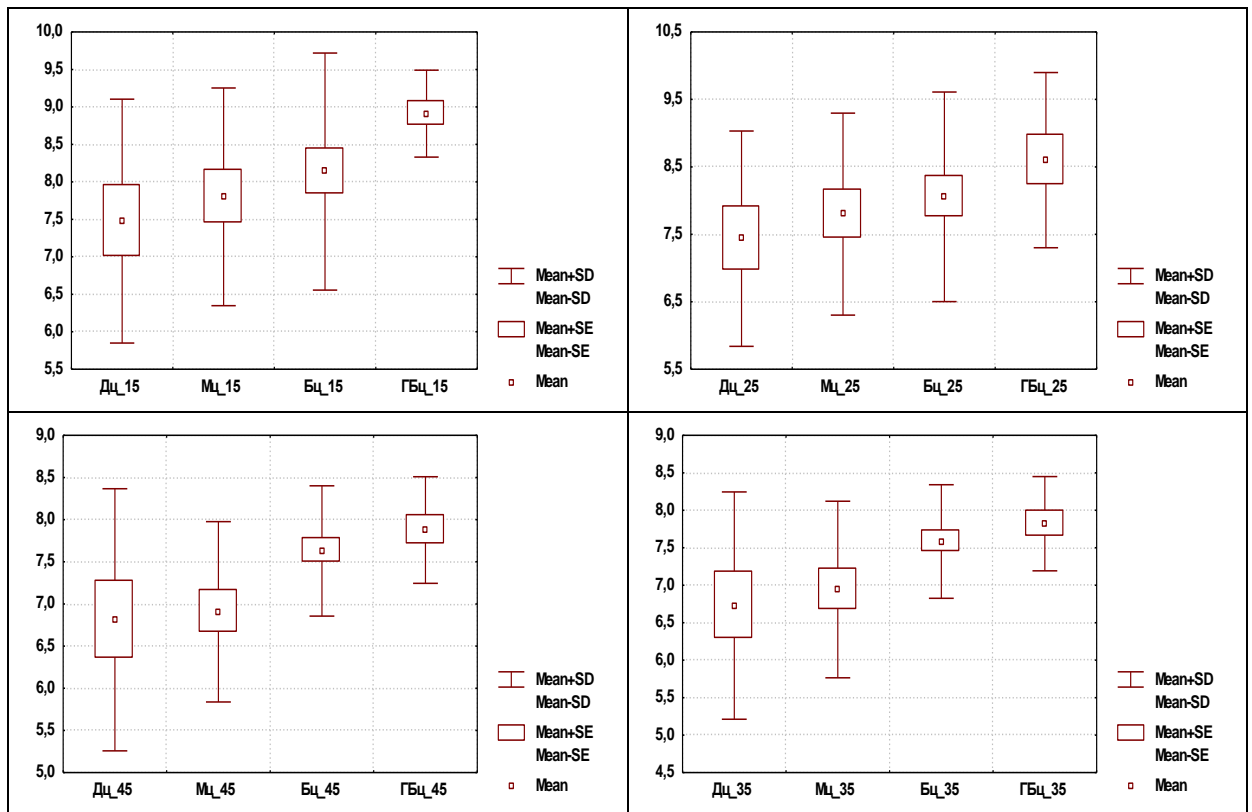 10,0
9,5
9,0
8,5
8,0
7,5
7,0
6,5
6,0
5,5
Дц_15 Мц_15 Бц_15 ГБц_15
Mean+SD
Mean-SD
Mean+SE
Mean-SE
Mean
10,5
9,5
8,5
7,5
6,5
5,5
Дц_25 Мц_25 Бц_25 ГБц_25
Mean+SD
Mean-SD
Mean+SE
Mean-SE
Mean
9,0
8,5
8,0
7,5
7,0
6,5
6,0
5,5
5,0
Дц_45 Мц_45 Бц_45 ГБц_45
Mean+SD
Mean-SD
Mean+SE
Mean-SE
Mean
9,0
8,5
8,0
7,5
7,0
6,5
6,0
5,5
5,0
4,5
Дц_35 Мц_35 Бц_35 ГБц_35
Mean+SD
Mean-SD
Mean+SE
Mean-SE
Mean